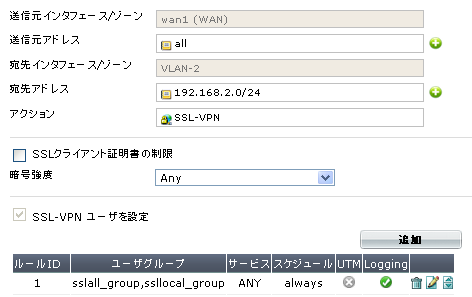 送信元インタフェース/ゾーン wan1 (WAN)
送信元アドレス all
宛先インタフェース/ゾーン VLAN-2
宛先アドレス 192.168.2.0/24
アクション SSL-VPN
SSLクライアント証明書の制限
暗号強度 Any
SSL-VPN ユーザを設定
追加
ルールID ユーザグループ サービス スケジュール UTM Logging
1 sslall_group,ssllocal_group ANY always